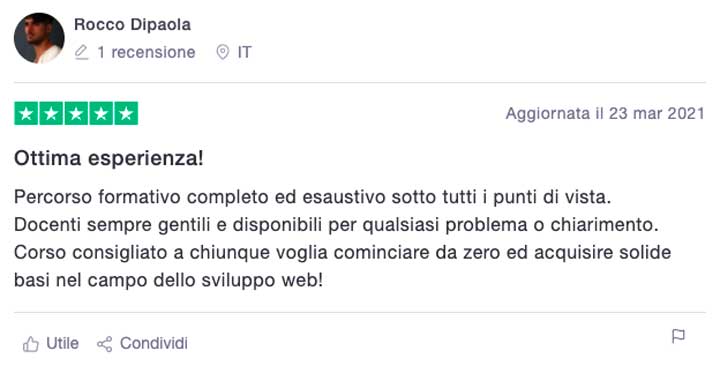 Rocco Dipaola
1 recensione IT
Aggiornata il 23 mar 2021
Ottima esperienza!
Percorso formativo completo ed esaustivo sotto tutti i punti di vista.
Docenti sempre gentili e disponibili per qualsiasi problema o chiarimento.
Corso consigliato a chiunque voglia cominciare da zero ed acquisire solide
basi nel campo dello sviluppo web!
Utile Condividi